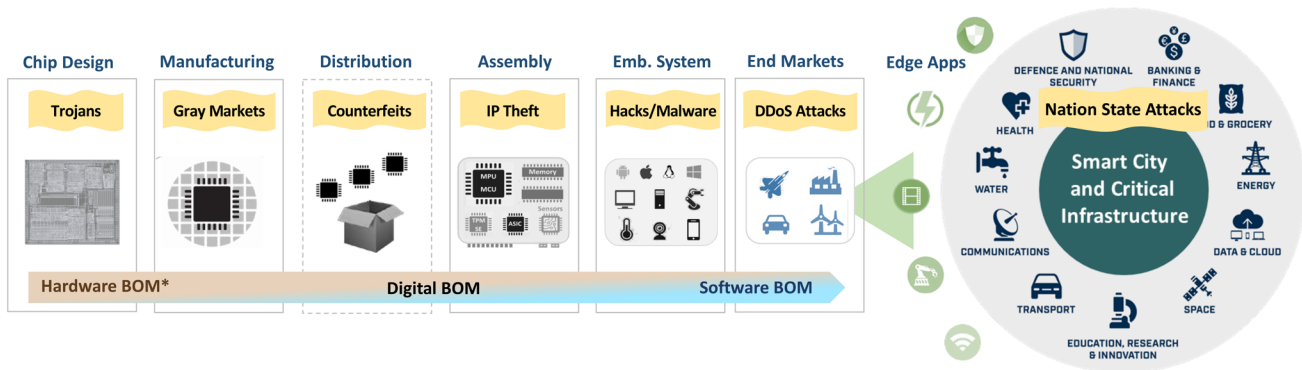 Chip Design
Manufacturing
Distribution
Assembly
Emb. System
End Markets
Edge Apps
Trojans
Gray Markets
Counterfeits
IP Theft
Hacks/Malware
DDoS Attacks
Nation State Attacks
MPU
MCU
Memory
Sensors
TPM
SE
ASIC
Hardware BOM*
Digital BOM
Software BOM
DEFENCE AND NATIONAL
SECURITY
BANKING &
FINANCE
HEALTH
D & GROCERY
WATER
ENERGY
Smart City
and Critical
Infrastructure
COMMUNICATIONS
DATA & CLOUD
TRANSPORT
SPACE
EDUCATION, RESEARCH
& INNOVATION